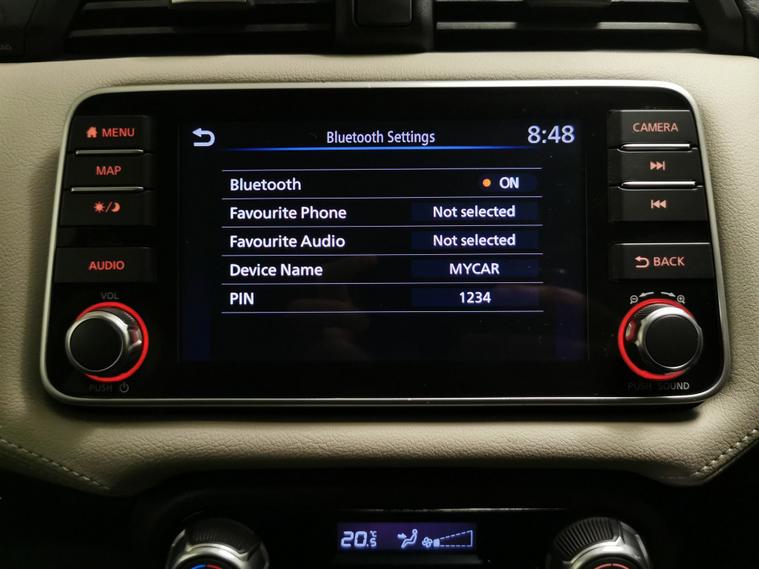 MENU
MAP
AUDIO
VOL
PUSH
Bluetooth Settings
8:48
Bluetooth ON
Favourite Phone Not selected
Favourite Audio Not selected
Device Name MYCAR
PIN 1234
CAMERA
BACK
PUSH SOUND
20.5°C